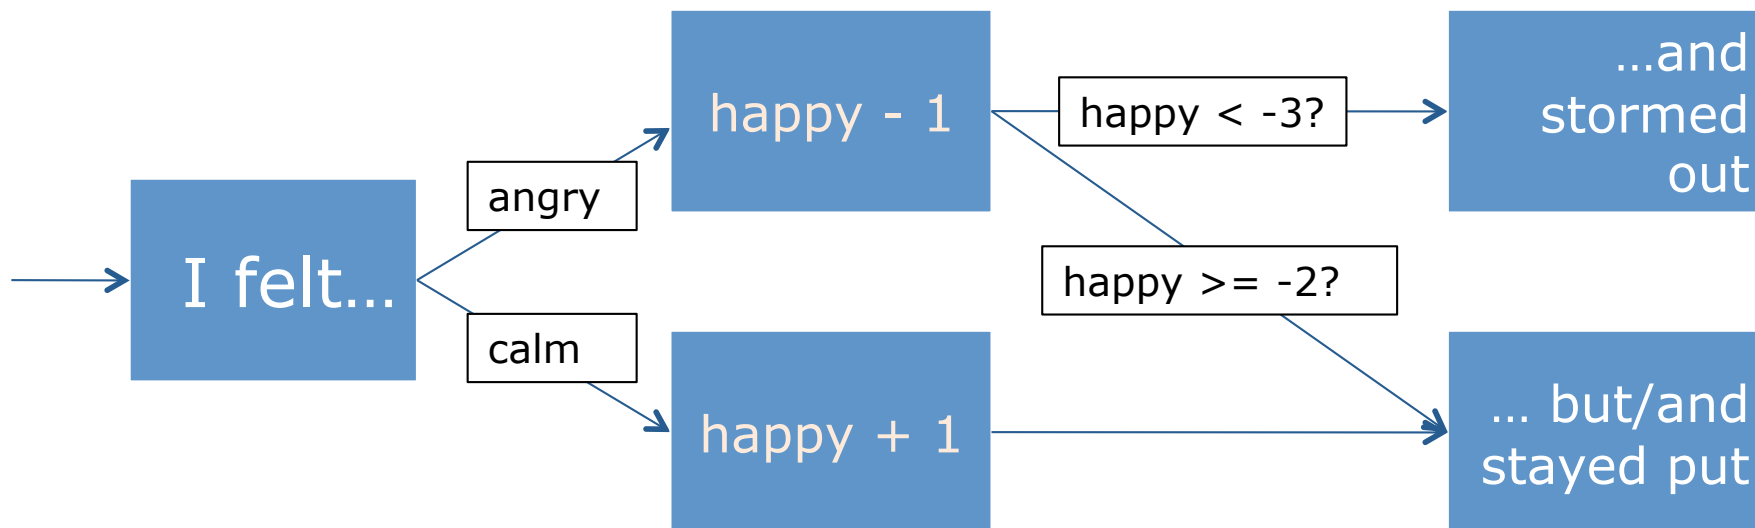 I felt…
angry
calm
happy - 1
happy + 1
happy < -3?
happy >= -2?
…and
stormed
out
… but/and
stayed put